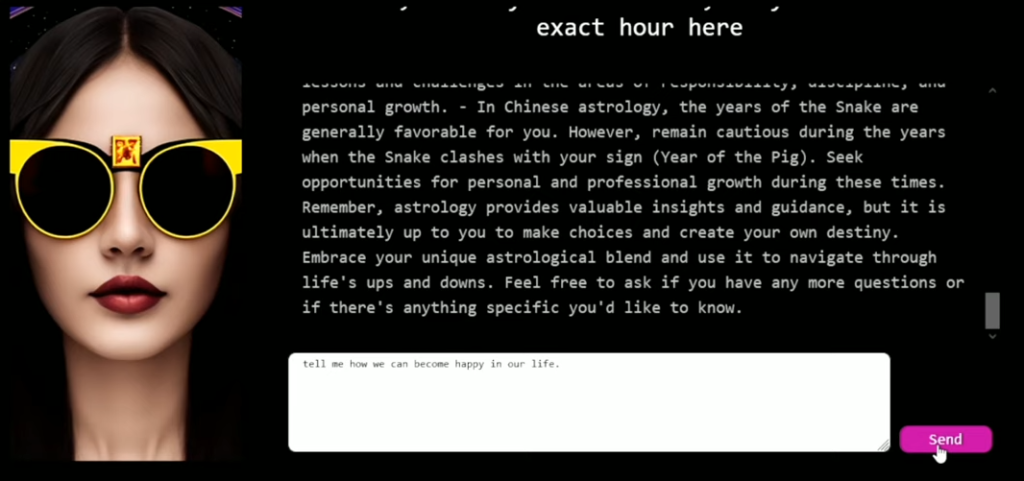 exact hour here
lessons and challenges in the areas of responsibility, discipline, and
personal growth. - In Chinese astrology, the years of the Snake are
generally favorable for you. However, remain cautious during the years
when the Snake clashes with your sign (Year of the Pig). Seek
opportunities for personal and professional growth during these times.
Remember, astrology provides valuable insights and guidance, but it is
ultimately up to you to make choices and create your own destiny.
Embrace your unique astrological blend and use it to navigate through
life's ups and downs. Feel free to ask if you have any more questions or
if there's anything specific you'd like to know.
tell me how we can become happy in our life.
Send